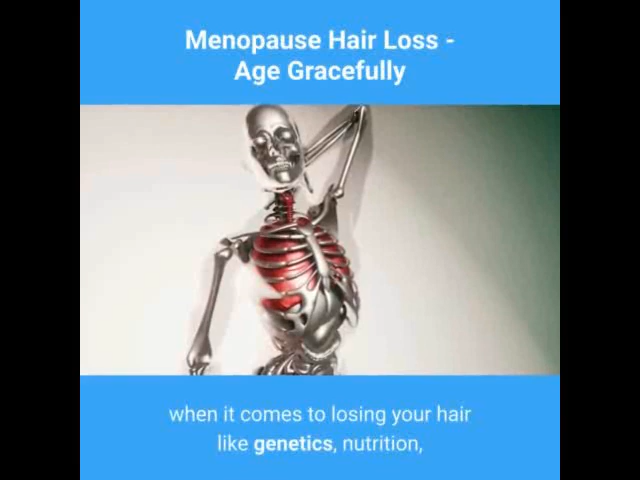 Menopause Hair Loss -
Age Gracefully
when it comes to losing your hair
like genetics, nutrition,